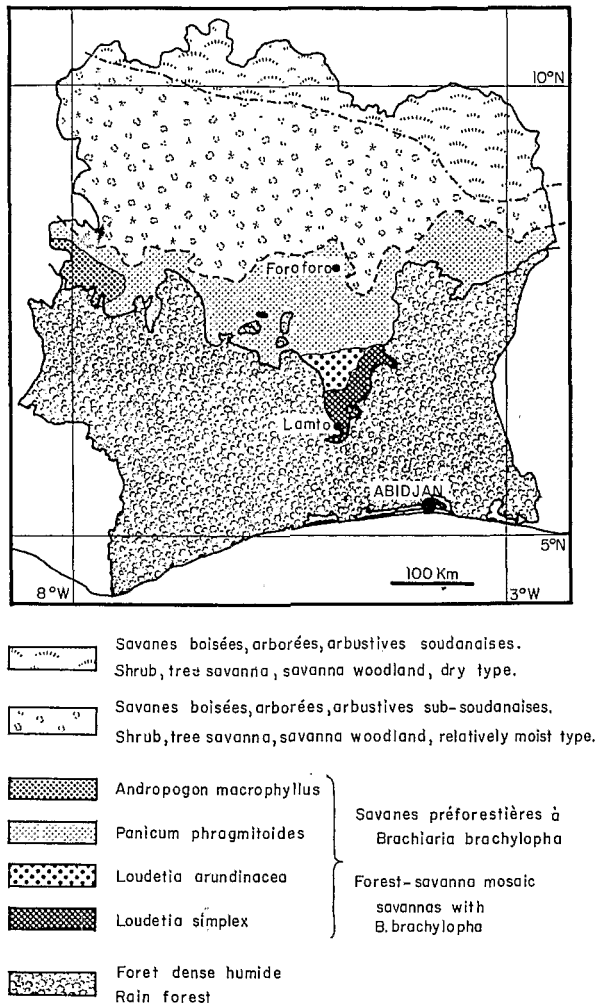 10°N
Foroforo
Lamto
ABIDJAN
5°N
8°W
100 Km
3°W
Savanes boisées, arborées, arbustives soudanaises.
Shrub, tree savanna, savanna woodland, dry type.
Savanes boisées, arborées, arbustives sub-soudanaises.
Shrub, tree savanna, savanna woodland, relatively moist type.
Andropogon macrophyllus
Panicum phragmitoides
Loudetia arundinacea
Loudetia simplex
Savanes préforestières à
Brachiaria brachylopha
Forest-savanna mosaic
savannas with
B. brachylopha
Foret dense humide
Rain forest